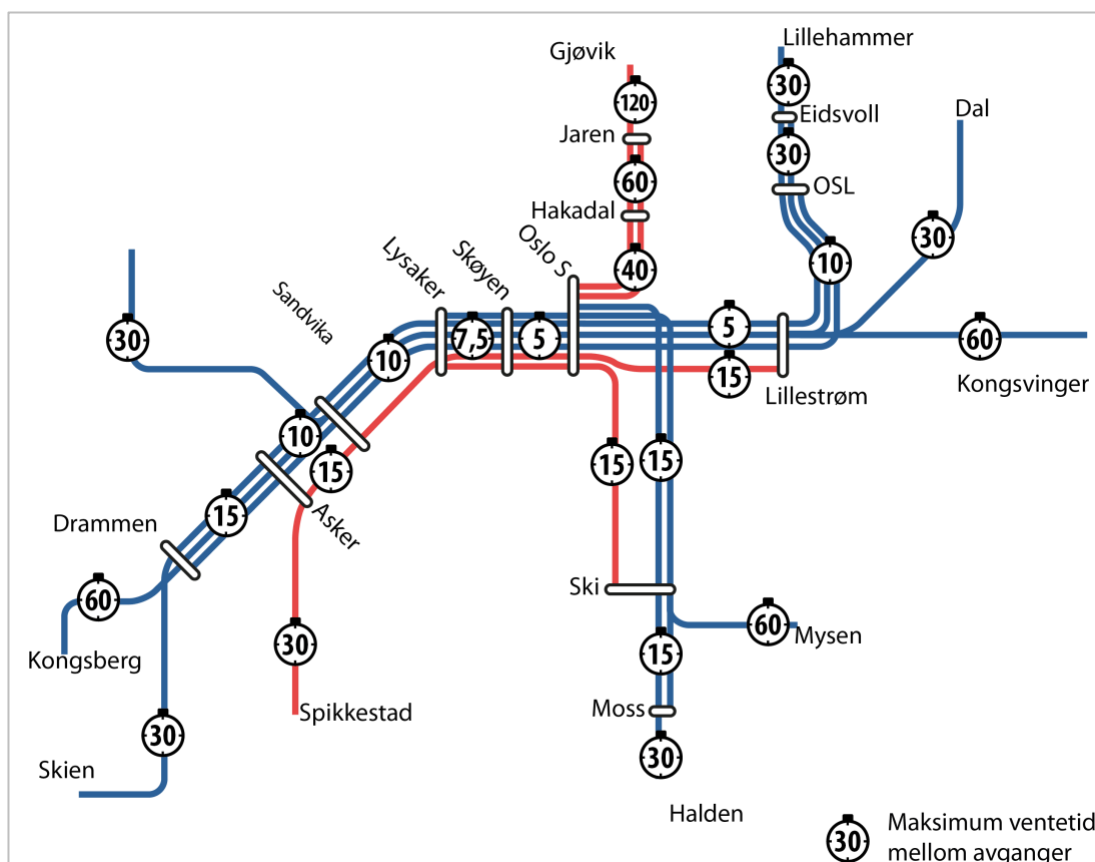 Lillehammer
Gjøvik
30
Dal
120
Eidsvoll
Jaren
30
60
OSL
Hakadal
30
Oslo S
Lysaker
Skøyen
40
10
Sandvika
30
7,5
5
5
60
10
15
Kongsvinger
Lillestrøm
10
15
15
15
Asker
Drammen
15
Ski
60
60
Mysen
30
15
Kongsberg
Moss
Spikkestad
30
30
Skien
Halden
30
Maksimum ventetid
mellom avganger